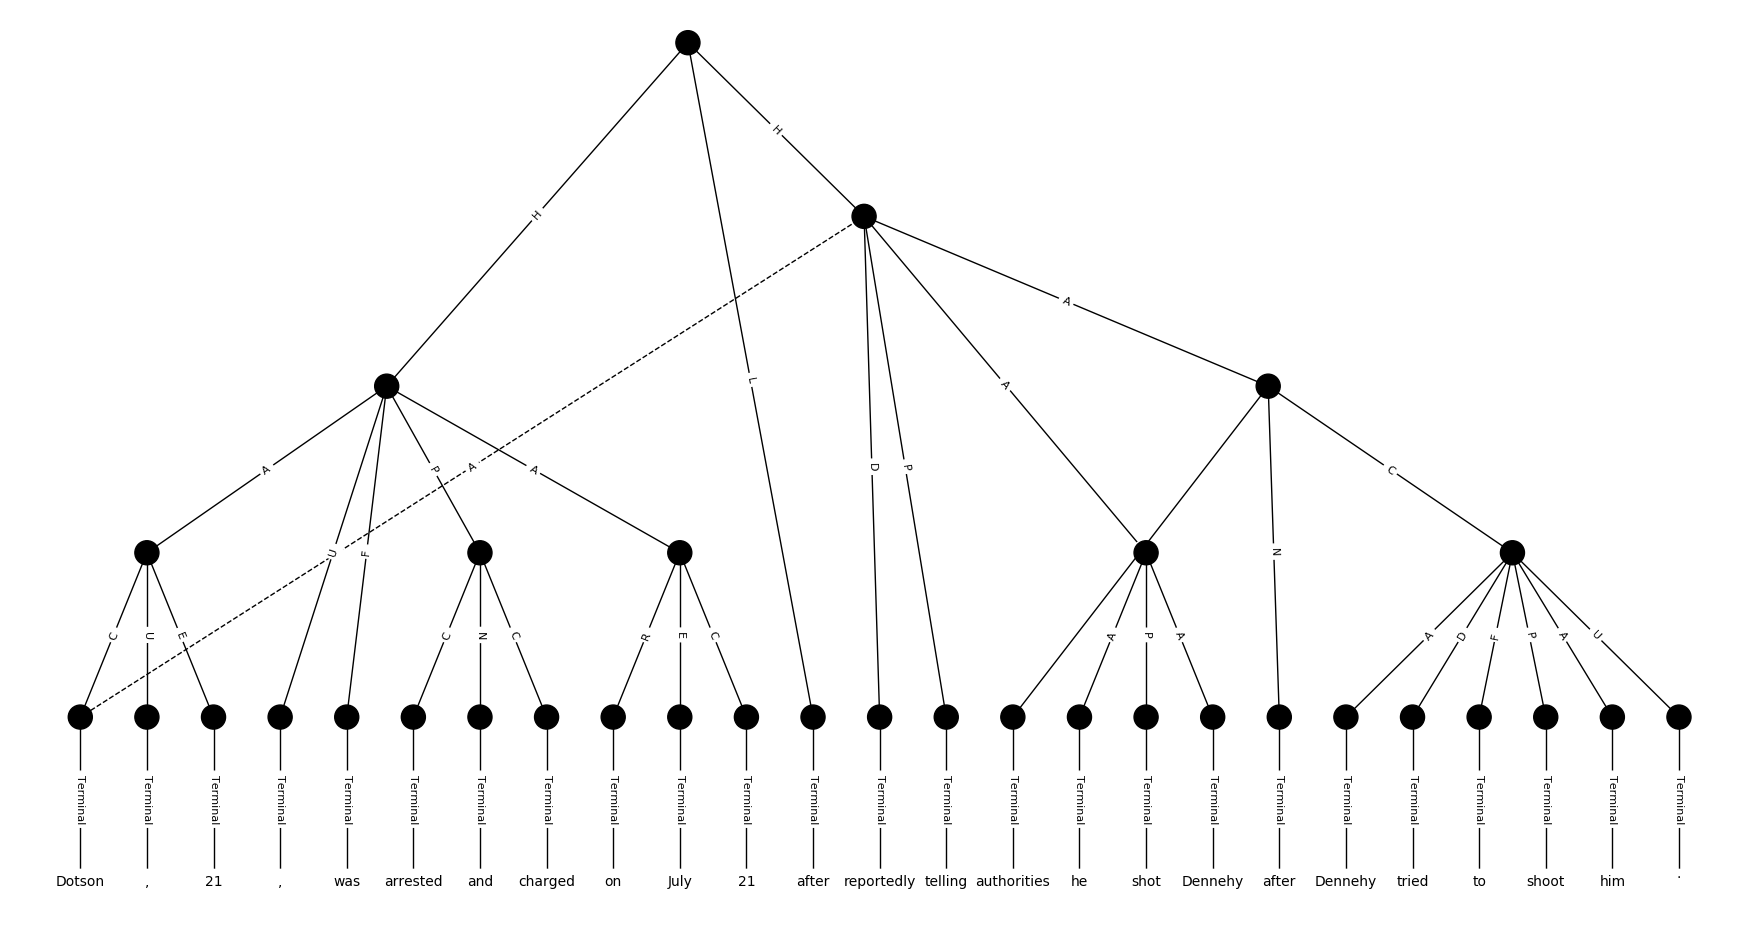 H
H
A
L
A
A
P
A
A
D
P
C
U
F
N
C
U
E
C
N
C
R
E
C
A
P
A
A
D
F
P
A
U
Terminal Terminal Terminal Terminal Terminal Terminal Terminal Terminal Terminal Terminal Terminal Terminal Terminal Terminal Terminal Terminal Terminal Terminal Terminal Terminal Terminal Terminal Terminal Terminal Terminal
Dotson , 21 , was arrested and charged on July 21 after reportedly telling authorities he shot Dennehy after Dennehy tried to shoot him .